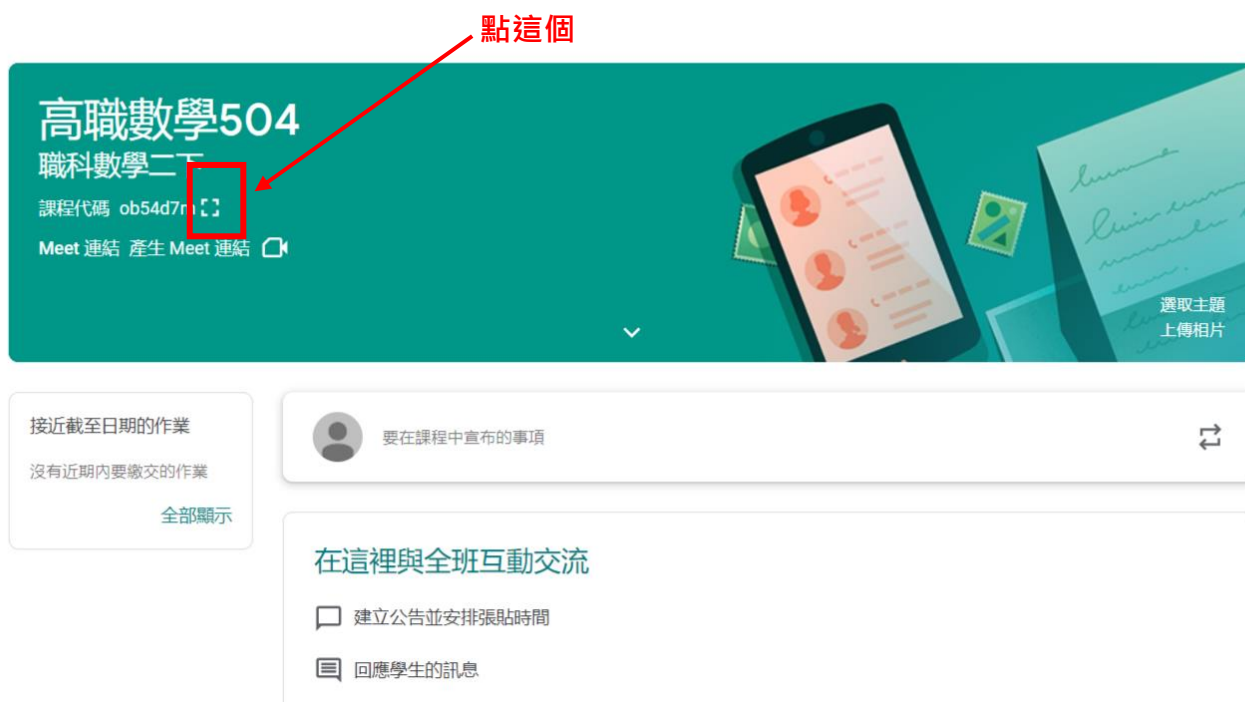 點這個
高職數學504
職科數學二下
課程代碼 ob54d7m
Meet 連結 產生 Meet 連結
選取主題
上傳相片
接近截至日期的作業
沒有近期內要繳交的作業
全部顯示
要在課程中宣布的事項
在這裡與全班互動交流
建立公告並安排張貼時間
回應學生的訊息